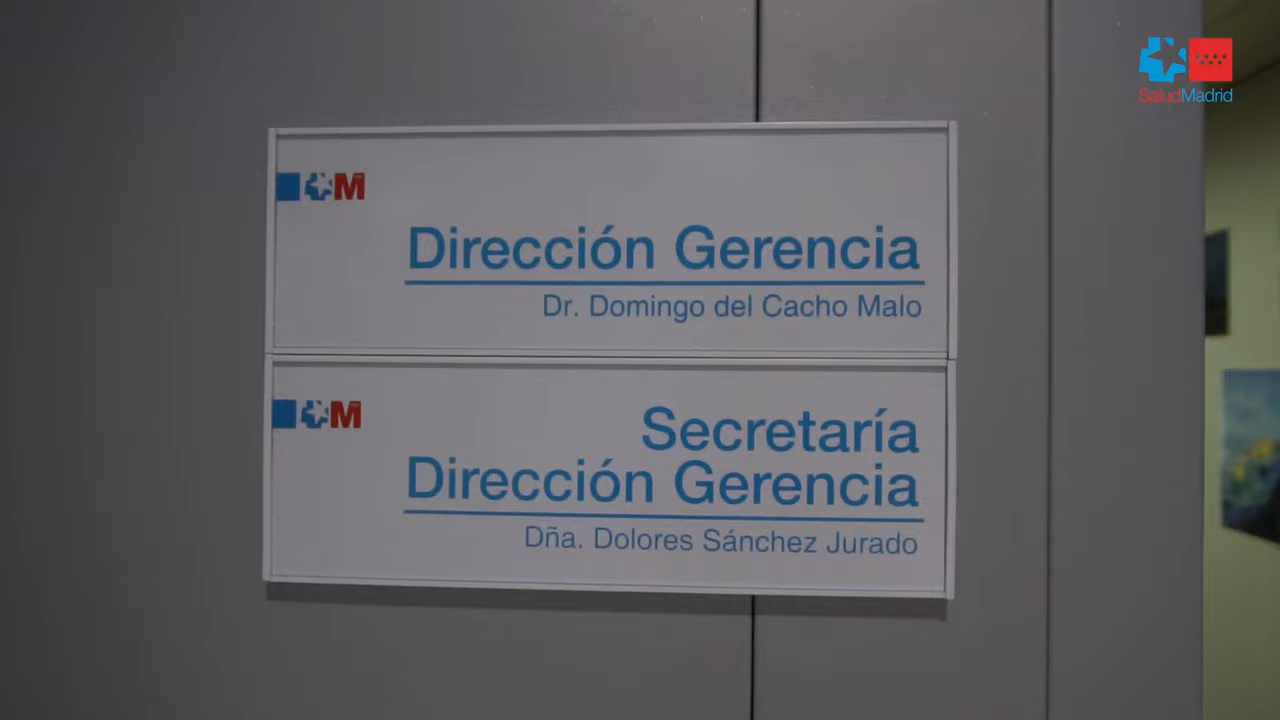 SaludMadrid
M
Dirección Gerencia
Dr. Domingo del Cacho Malo
M
Secretaría
Dirección Gerencia
Dña. Dolores Sánchez Jurado